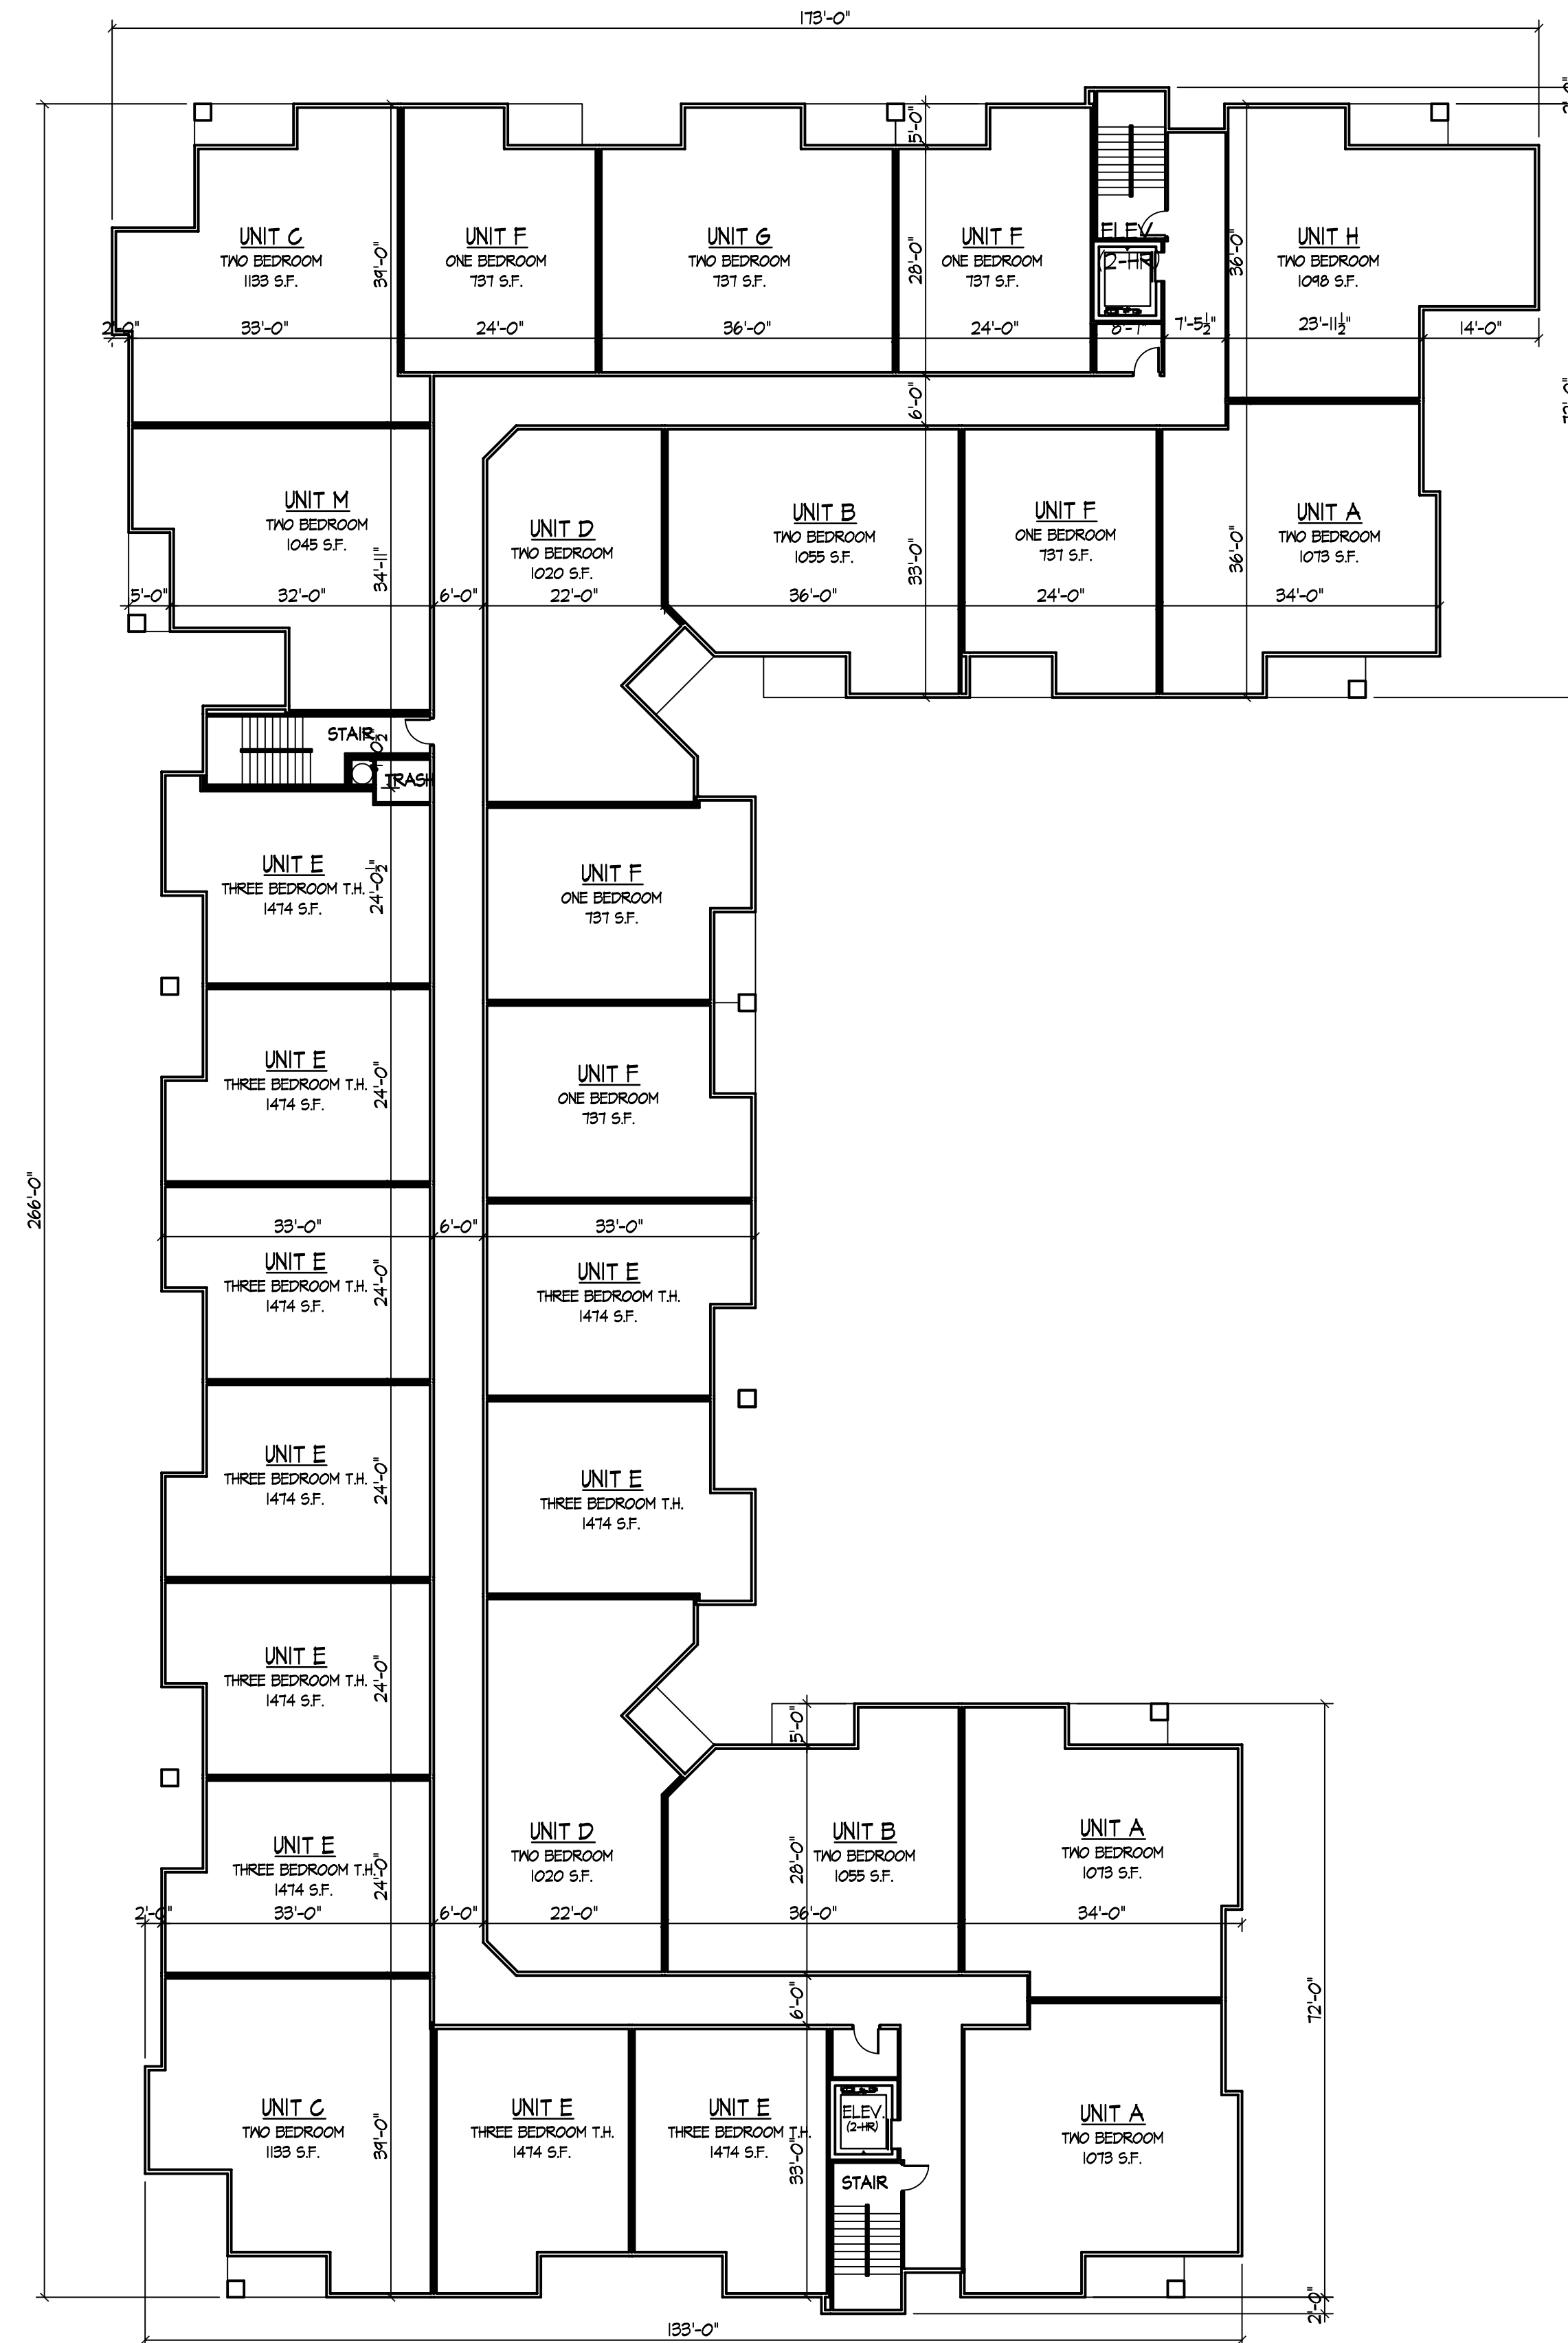 173'-0"
5'-0"
UNIT C
TWO BEDROOM
1133 S.F.
39'-0"
UNIT F
ONE BEDROOM
737 S.F.
UNIT G
TWO BEDROOM
737 S.F.
28'-0"
UNIT F
ONE BEDROOM
737 S.F.
ELEV.
(2-HR)
36'-0"
UNIT H
TWO BEDROOM
1098 S.F.
2'-0"
33'-0"
24'-0"
36'-0"
24'-0"
7'-5½"
23'-11½"
14'-0"
6'-0"
UNIT M
TWO BEDROOM
1045 S.F.
34'-11"
UNIT D
TWO BEDROOM
1020 S.F.
UNIT B
TWO BEDROOM
1055 S.F.
33'-0"
UNIT F
ONE BEDROOM
737 S.F.
36'-0"
UNIT A
TWO BEDROOM
1073 S.F.
5'-0"
32'-0"
6'-0"
22'-0"
36'-0"
24'-0"
34'-0"
STAIR
TRASH
UNIT E
THREE BEDROOM T.H.
1474 S.F.
24'-0½"
UNIT F
ONE BEDROOM
737 S.F.
UNIT E
THREE BEDROOM T.H.
1474 S.F.
24'-0"
UNIT F
ONE BEDROOM
737 S.F.
266'-0"
33'-0"
6'-0"
33'-0"
UNIT E
THREE BEDROOM T.H.
1474 S.F.
24'-0"
UNIT E
THREE BEDROOM T.H.
1474 S.F.
UNIT E
THREE BEDROOM T.H.
1474 S.F.
24'-0"
UNIT E
THREE BEDROOM T.H.
1474 S.F.
UNIT E
THREE BEDROOM T.H.
1474 S.F.
24'-0"
5'-0"
UNIT E
THREE BEDROOM T.H.
1474 S.F.
24'-0"
UNIT D
TWO BEDROOM
1020 S.F.
28'-0"
UNIT B
TWO BEDROOM
1055 S.F.
UNIT A
TWO BEDROOM
1073 S.F.
2'-0"
33'-0"
6'-0"
22'-0"
36'-0"
34'-0"
6'-0"
72'-0"
UNIT C
TWO BEDROOM
1133 S.F.
39'-0"
UNIT E
THREE BEDROOM T.H.
1474 S.F.
UNIT E
THREE BEDROOM T.H.
1474 S.F.
33'-0"
ELEV.
(2-HR)
STAIR
UNIT A
TWO BEDROOM
1073 S.F.
2'-0"
133'-0"